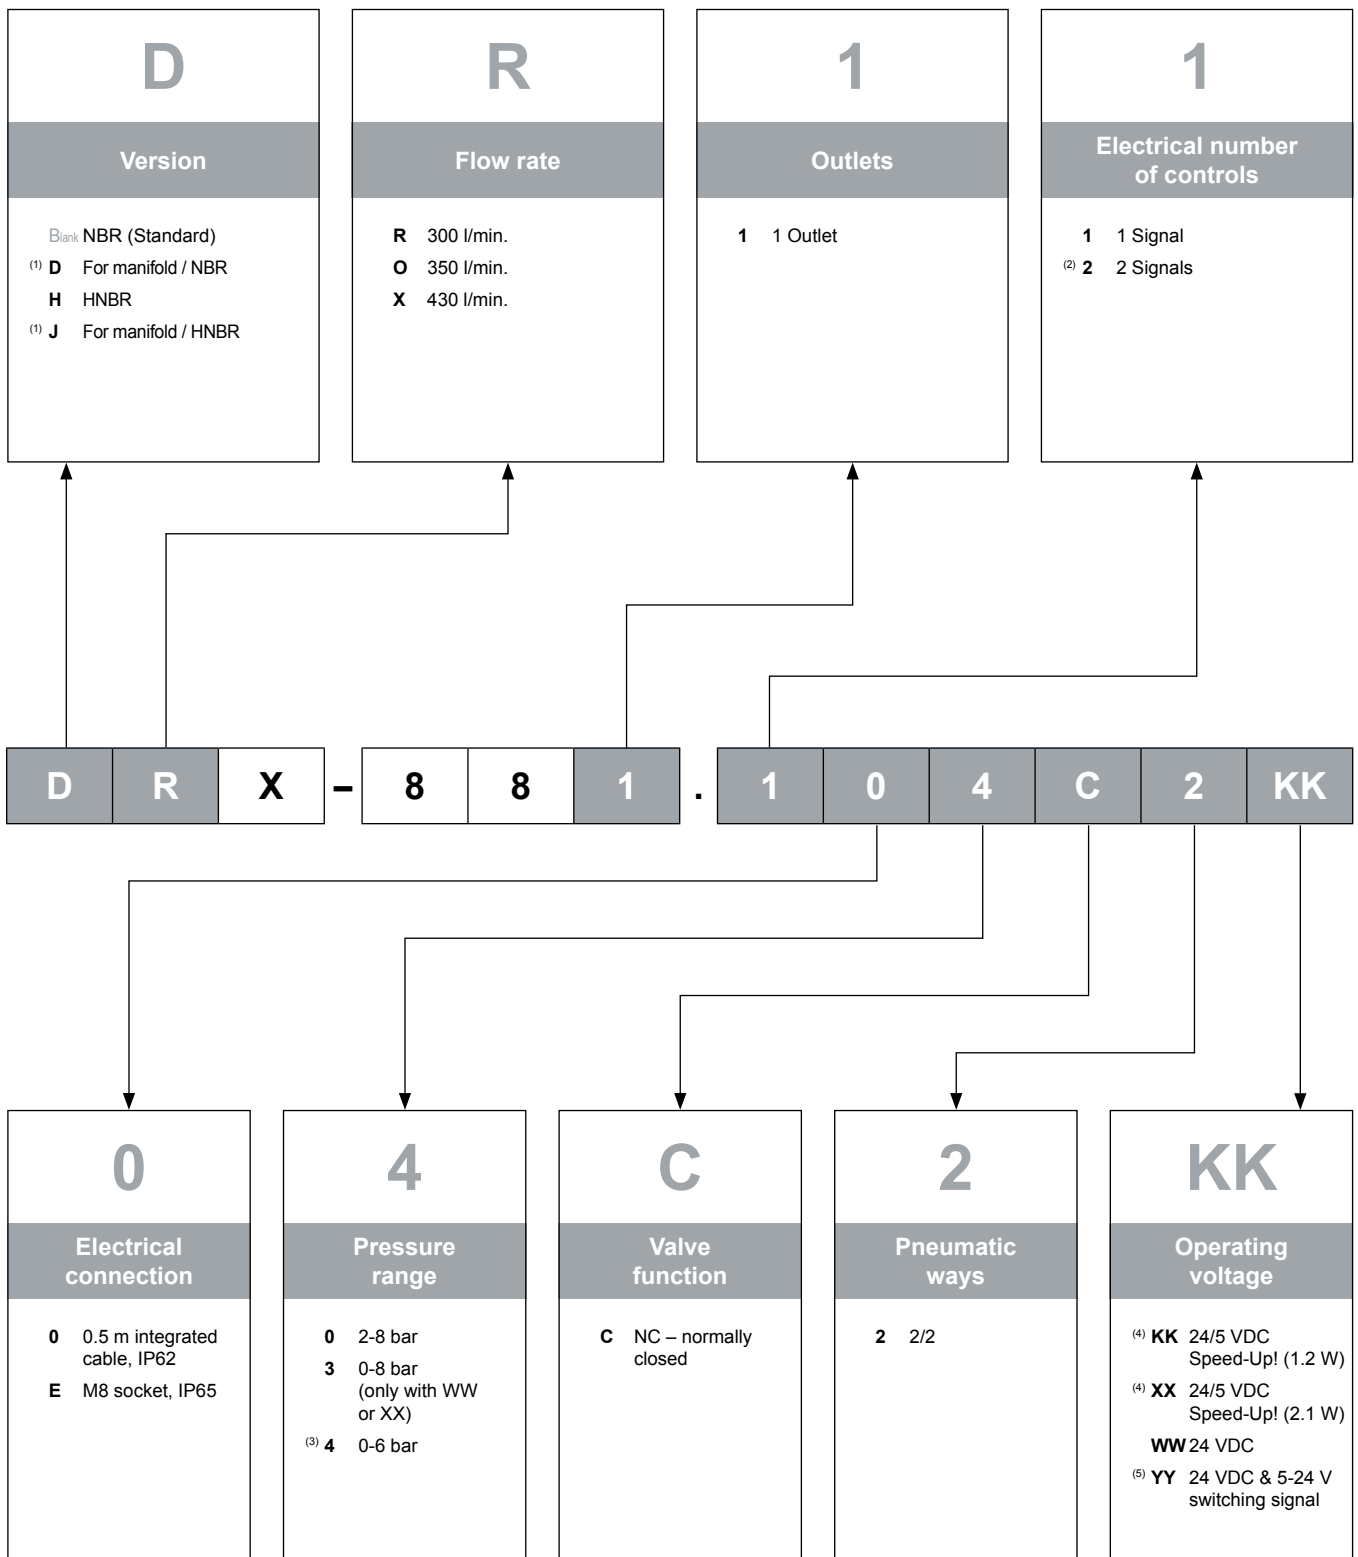 D
Version
Blank NBR (Standard)
(1) D For manifold / NBR
H HNBR
(1) J For manifold / HNBR
R
Flow rate
R 300 l/min.
O 350 l/min.
X 430 l/min.
1
Outlets
1 1 Outlet
1
Electrical number
of controls
1 1 Signal
(2) 2 2 Signals
D R X – 8 8 1 . 1 0 4 C 2 KK
0
Electrical
connection
0 0.5 m integrated
cable, IP62
E M8 socket, IP65
4
Pressure
range
0 2-8 bar
3 0-8 bar
(only with WW
or XX)
(3) 4 0-6 bar
C
Valve
function
C NC – normally
closed
2
Pneumatic
ways
2 2/2
KK
Operating
voltage
(4) KK 24/5 VDC
Speed-Up! (1.2 W)
(4) XX 24/5 VDC
Speed-Up! (2.1 W)
WW 24 VDC
(5) YY 24 VDC & 5-24 V
switching signal